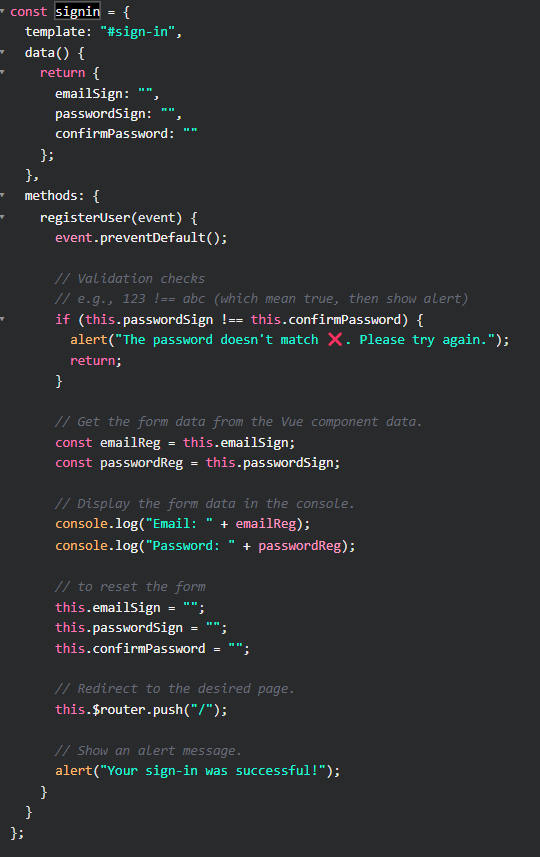 const signin = {
  template: "#sign-in",
  data() {
    return {
      emailSign: "",
      passwordSign: "",
      confirmPassword: ""
    };
  },
  methods: {
    registerUser(event) {
      event.preventDefault();

      // Validation checks
      // e.g., 123 !== abc (which mean true, then show alert)
      if (this.passwordSign !== this.confirmPassword) {
        alert("The password doesn't match ❌. Please try again.");
        return;
      }

      // Get the form data from the Vue component data.
      const emailReg = this.emailSign;
      const passwordReg = this.passwordSign;

      // Display the form data in the console.
      console.log("Email: " + emailReg);
      console.log("Password: " + passwordReg);

      // to reset the form
      this.emailSign = "";
      this.passwordSign = "";
      this.confirmPassword = "";

      // Redirect to the desired page.
      this.$router.push("/");

      // Show an alert message.
      alert("Your sign-in was successful!");
    }
  }
};